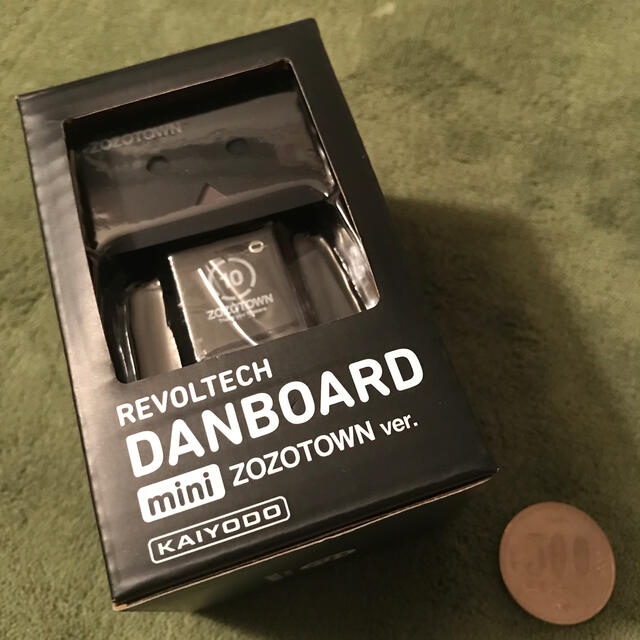 ZOZOTOWN
10
ZOZOTOWN
REVOLTECH
DANBOARD
mini ZOZOTOWN ver.
KAIYODO
500